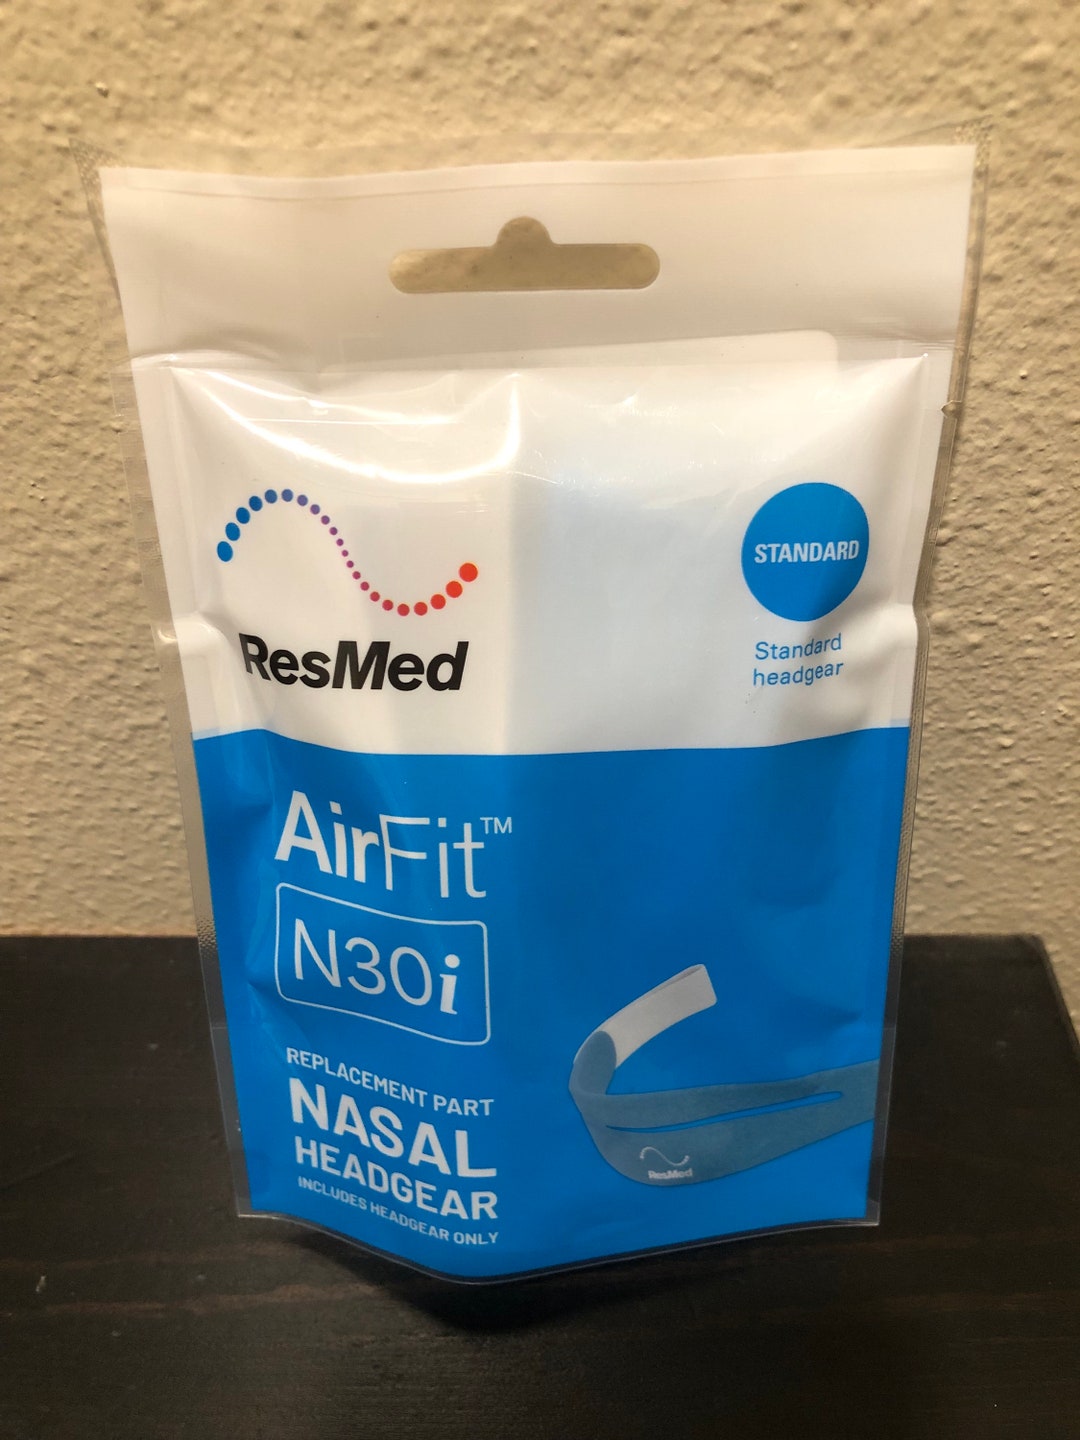 ResMed
STANDARD
Standard
headgear
AirFit™
N30i
REPLACEMENT PART
NASAL
HEADGEAR
INCLUDES HEADGEAR ONLY
ResMed